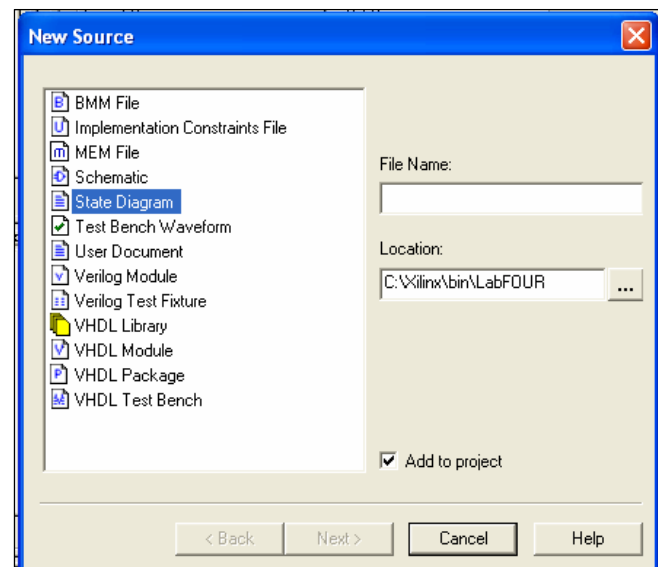 New Source
BMM File
Implementation Constraints File
MEM File
Schematic
State Diagram
Test Bench Waveform
User Document
Verilog Module
Verilog Test Fixture
VHDL Library
VHDL Module
VHDL Package
VHDL Test Bench
File Name:
Location:
C:\Xilinx\bin\LabFOUR
...
Add to project
< Back
Next >
Cancel
Help